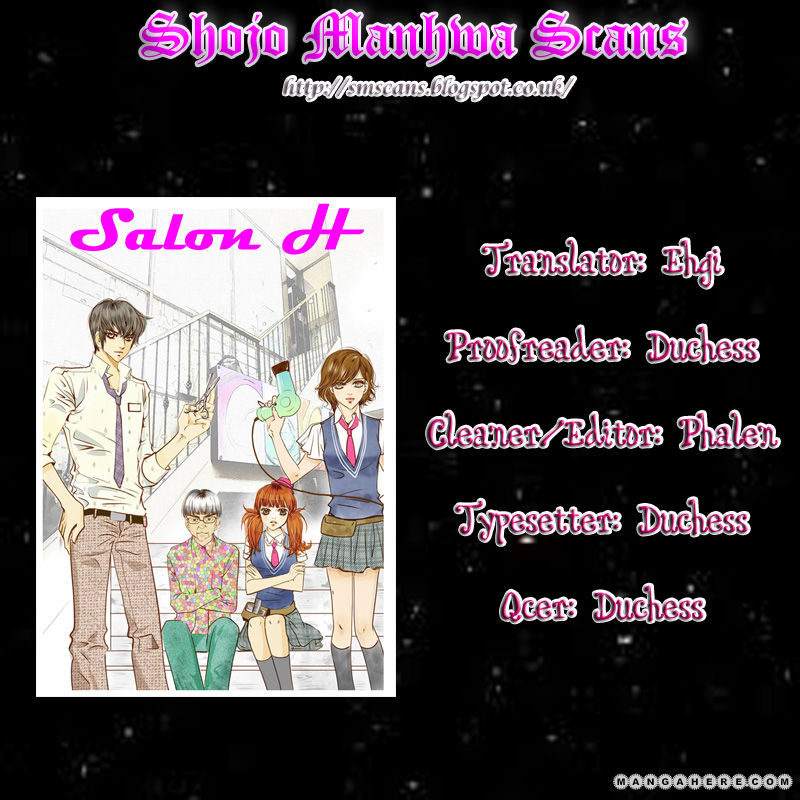 Shojo Manhwa Scans
http://smscans.blogspot.co.uk/
Salon H
Translator: Ehgi
Proofreader: Duchess
Cleaner/Editor: Phalen
Typesetter: Duchess
Qcer: Duchess
MANGAHERE.COM